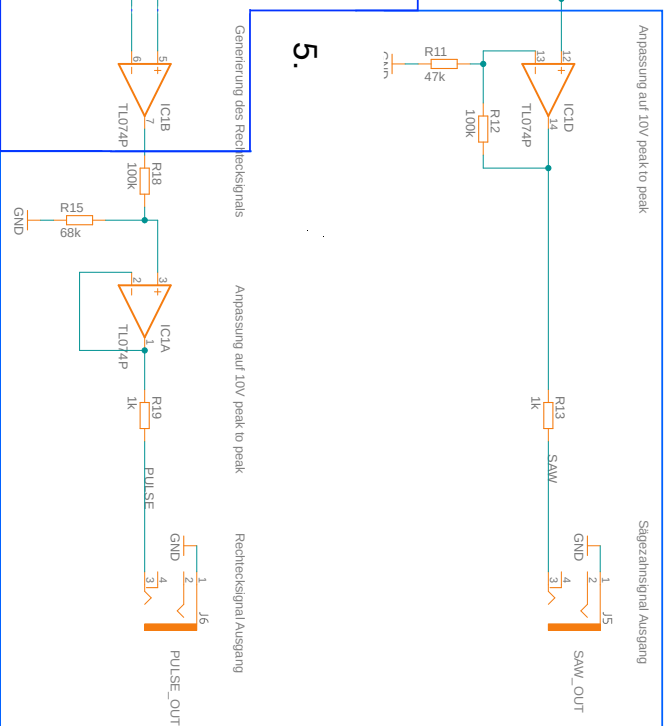 5.
Anpassung auf 10V peak to peak
R11
47k
13
12
−
+
IC1D
TL074P
14
R12
100k
R13
1k
SAW
Sägezahnsignal Ausgang
GND
1
2
4
3
J5
SAW_OUT
Generierung des Rechtecksignals
6
5
−
+
IC1B
TL074P
7
R18
100k
R15
68k
GND
Anpassung auf 10V peak to peak
2
3
−
+
IC1A
TL074P
1
R19
1k
PULSE
Rechtecksignal Ausgang
GND
1
2
4
3
J6
PULSE_OUT